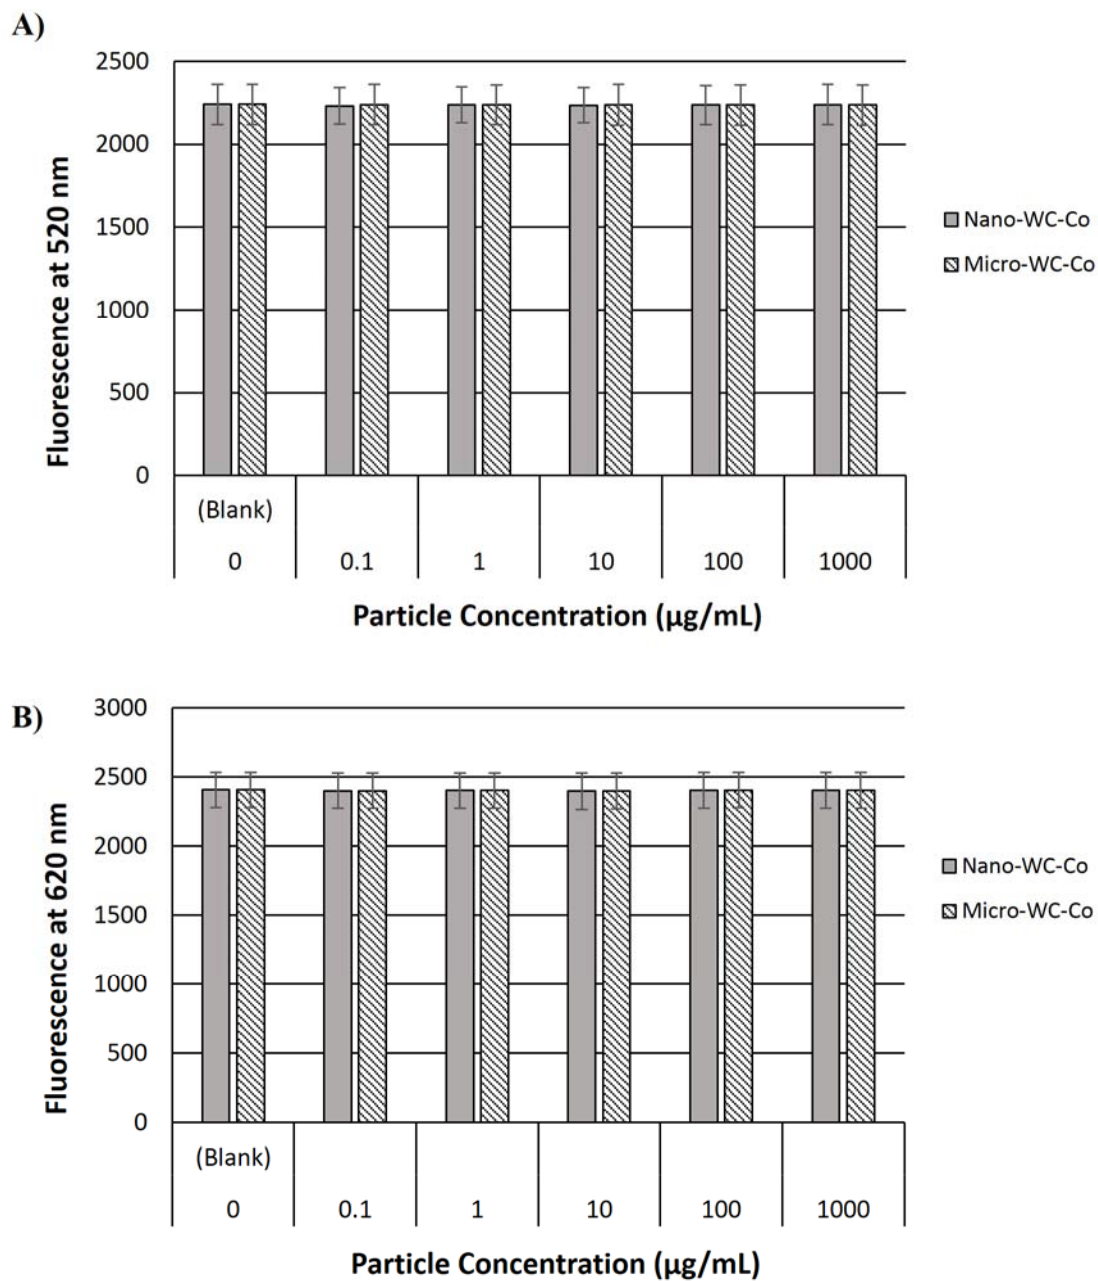 A)
2500
2000
1500
1000
500
0
Fluorescence at 520 nm
(Blank)
0 0.1 1 10 100 1000
Particle Concentration (µg/mL)
Nano-WC-Co
Micro-WC-Co
B)
3000
2500
2000
1500
1000
500
0
Fluorescence at 620 nm
(Blank)
0 0.1 1 10 100 1000
Particle Concentration (µg/mL)
Nano-WC-Co
Micro-WC-Co